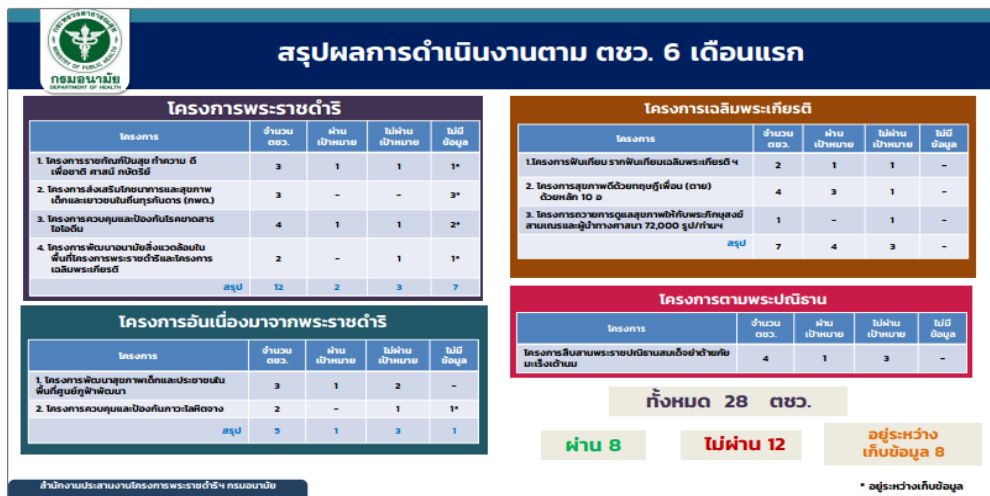 กระทรวงสาธารณสุข
MINISTRY OF PUBLIC HEALTH
กรมอนามัย
DEPARTMENT OF HEALTH
สรุปผลการดำเนินงานตาม ตชว. 6 เดือนแรก
โครงการพระราชดำริ
โครงการ จำนวน ตชว. ผ่าน เป้าหมาย ไม่ผ่าน เป้าหมาย ไม่มี ข้อมูล
1. โครงการราชทัณฑ์ปันสุข ทำความ ดี
เพื่อชาติ ศาสน์ กษัตริย์ 3 1 1 1*
2. โครงการส่งเสริมโภชนาการและสุขภาพ
เด็กและเยาวชนในถิ่นทุรกันดาร (กพด.) 3 - - 3*
3. โครงการควบคุมและป้องกันโรคขาดสาร
ไอโอดีน 4 1 1 2*
4. โครงการพัฒนาอนามัยสิ่งแวดล้อมใน
พื้นที่โครงการพระราชดำริและโครงการ
เฉลิมพระเกียรติ 2 - 1 1*
สรุป 12 2 3 7
โครงการอันเนื่องมาจากพระราชดำริ
โครงการ จำนวน ตชว. ผ่าน เป้าหมาย ไม่ผ่าน เป้าหมาย ไม่มี ข้อมูล
1. โครงการพัฒนาสุขภาพเด็กและประชาชนใน
พื้นที่ศูนย์ภูฟ้าพัฒนา 3 1 2 -
2. โครงการควบคุมและป้องกันภาวะโลหิตจาง 2 - 1 1*
สรุป 5 1 3 1
โครงการเฉลิมพระเกียรติ
โครงการ จำนวน ตชว. ผ่าน เป้าหมาย ไม่ผ่าน เป้าหมาย ไม่มี ข้อมูล
1.โครงการฟันเทียม รากฟันเทียมเฉลิมพระเกียรติ ฯ 2 1 1 -
2. โครงการสุขภาพดีด้วยทฤษฎีเพื่อน (ตาย)
ด้วยหลัก 10 อ 4 3 1 -
3. โครงการถวายการดูแลสุขภาพให้กับพระภิกษุสงฆ์
สามเณรและผู้นำทางศาสนา 72,000 รูป/ท่านฯ 1 - 1 -
สรุป 7 4 3 -
โครงการตามพระปณิธาน
โครงการ จำนวน ตชว. ผ่าน เป้าหมาย ไม่ผ่าน เป้าหมาย ไม่มี ข้อมูล
โครงการสืบสานพระราชปณิธานสมเด็จย่าต้านภัย
มะเร็งเต้านม 4 1 3 -
ทั้งหมด 28 ตชว.
ผ่าน 8
ไม่ผ่าน 12
อยู่ระหว่าง
เก็บข้อมูล 8
สำนักงานประสานงานโครงการพระราชดำริฯ กรมอนามัย
* อยู่ระหว่างเก็บข้อมูล